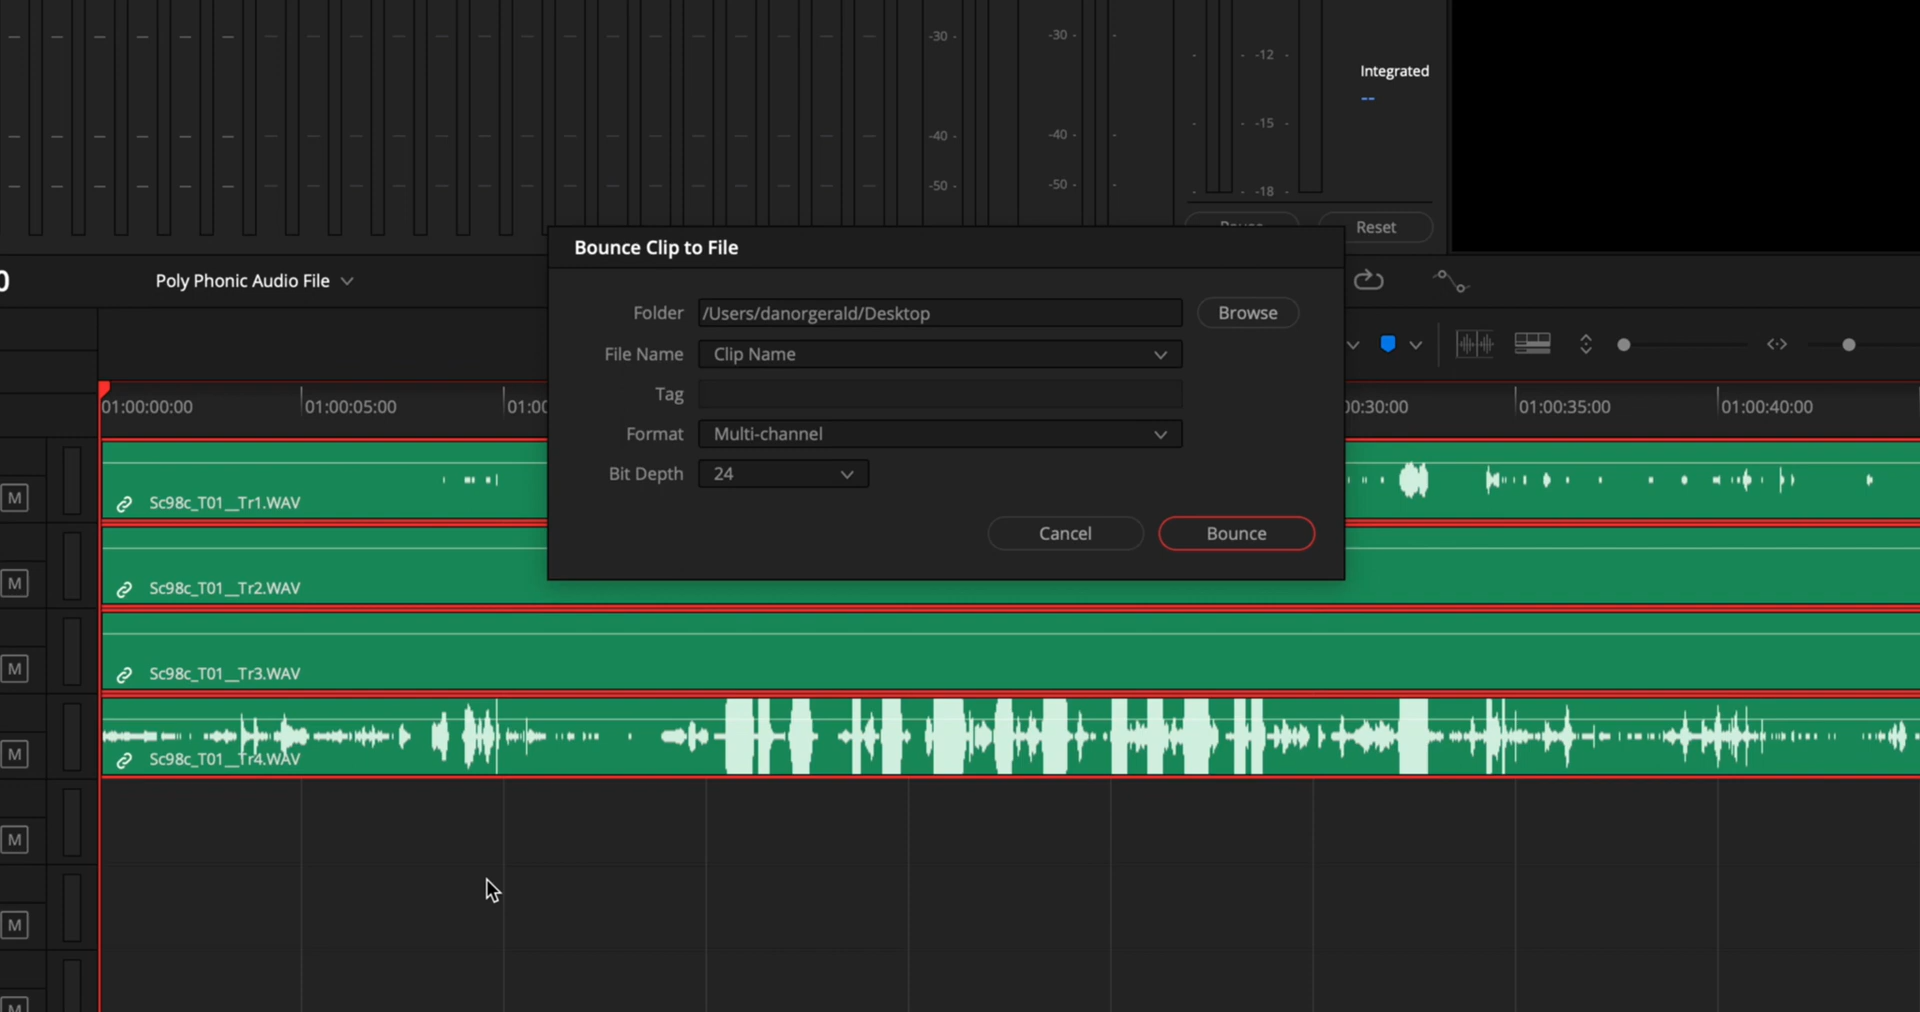 -30 -
-30 -
-12 -
Integrated
--
-40 -
-40 -
-15 -
-50 -
-50 -
-18 -
Reset
Bounce Clip to File
0
Poly Phonic Audio File
Folder
/Users/danorgerald/Desktop
Browse
File Name
Clip Name
Tag
01:00:00:00
01:00:05:00
01:00
00:30:00
01:00:35:00
01:00:40:00
Format
Multi-channel
Bit Depth
24
M
Sc98c_T01__Tr1.WAV
Cancel
Bounce
M
Sc98c_T01__Tr2.WAV
M
Sc98c_T01__Tr3.WAV
M
Sc98c_T01__Tr4.WAV
M
M
M